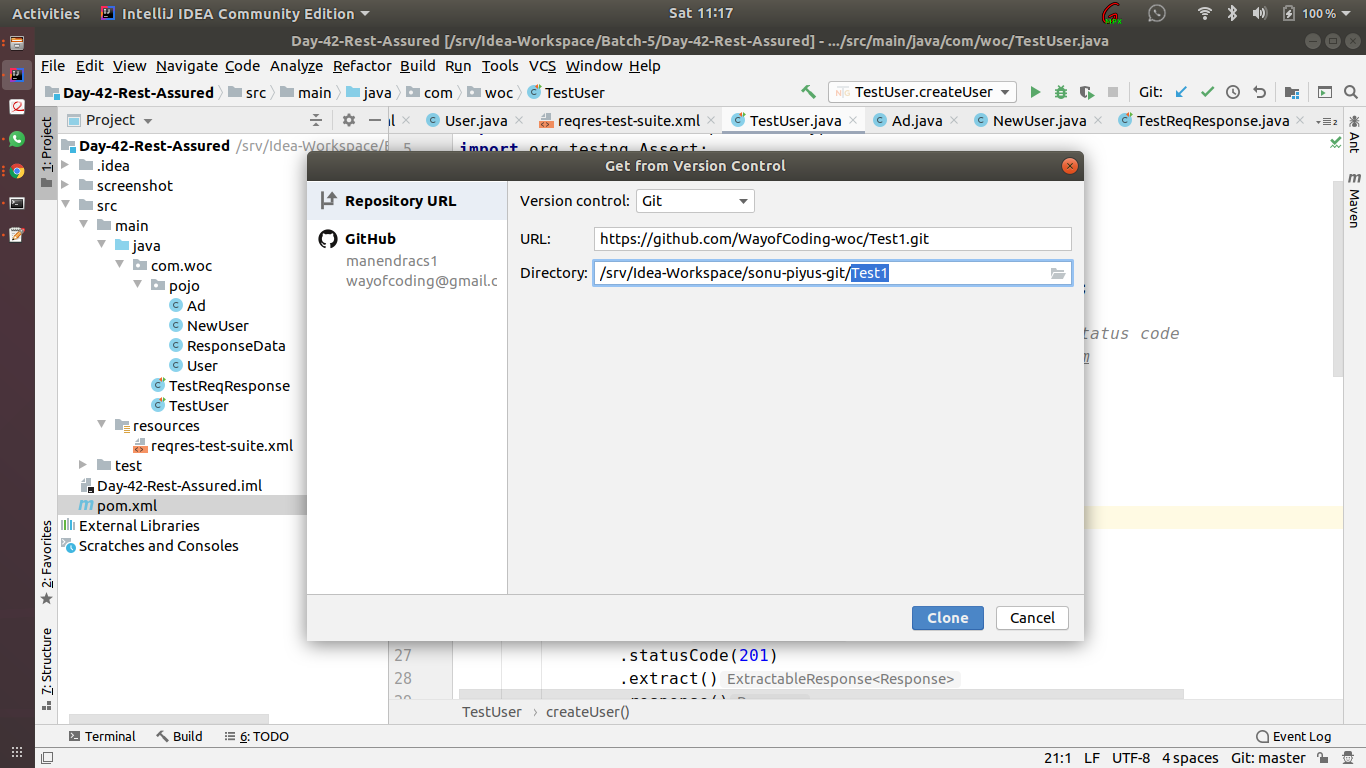 Activities IntelliJ IDEA Community Edition Sat 11:17 100 %
Day-42-Rest-Assured [/srv/Idea-Workspace/Batch-5/Day-42-Rest-Assured] - .../src/main/java/com/woc/TestUser.java
File Edit View Navigate Code Analyze Refactor Build Run Tools VCS Window Help
Day-42-Rest-Assured src main java com woc TestUser TestUser.createUser Git:
Project User.java reqres-test-suite.xml TestUser.java Ad.java NewUser.java TestReqResponse.java
1: Project
Ant
Maven
2: Favorites
7: Structure
Day-42-Rest-Assured /srv/Idea-Workspace/
.idea
screenshot
src
main
java
com.woc
pojo
Ad
NewUser
ResponseData
User
TestReqResponse
TestUser
resources
reqres-test-suite.xml
test
Day-42-Rest-Assured.iml
pom.xml
External Libraries
Scratches and Consoles
import org.testng.Assert;
Get from Version Control
Repository URL
GitHub
manendracs1
wayofcoding@gmail.c
Version control: Git
URL: https://github.com/WayofCoding-woc/Test1.git
Directory: /srv/Idea-Workspace/sonu-piyus-git/Test1
Clone Cancel
;
tatus code
27 .statusCode(201)
28 .extract() ExtractableResponse<Response>
TestUser › createUser()
Terminal Build 6: TODO Event Log
21:1 LF UTF-8 4 spaces Git: master